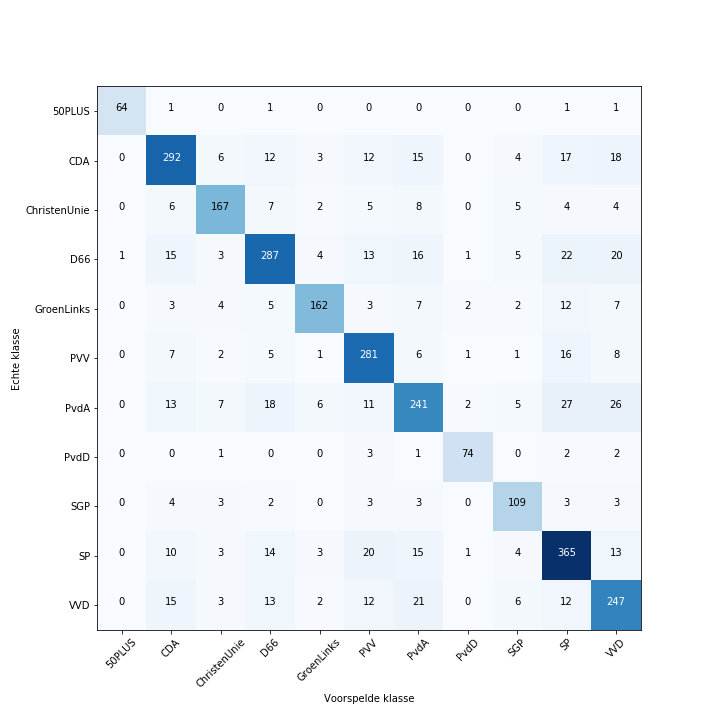 50PLUS 64 1 0 1 0 0 0 0 0 1 1
CDA 0 292 6 12 3 12 15 0 4 17 18
ChristenUnie 0 6 167 7 2 5 8 0 5 4 4
D66 1 15 3 287 4 13 16 1 5 22 20
GroenLinks 0 3 4 5 162 3 7 2 2 12 7
PVV 0 7 2 5 1 281 6 1 1 16 8
PvdA 0 13 7 18 6 11 241 2 5 27 26
PvdD 0 0 1 0 0 3 1 74 0 2 2
SGP 0 4 3 2 0 3 3 0 109 3 3
SP 0 10 3 14 3 20 15 1 4 365 13
VVD 0 15 3 13 2 12 21 0 6 12 247
Echte klasse
50PLUS CDA ChristenUnie D66 GroenLinks PVV PvdA PvdD SGP SP VVD
Voorspelde klasse